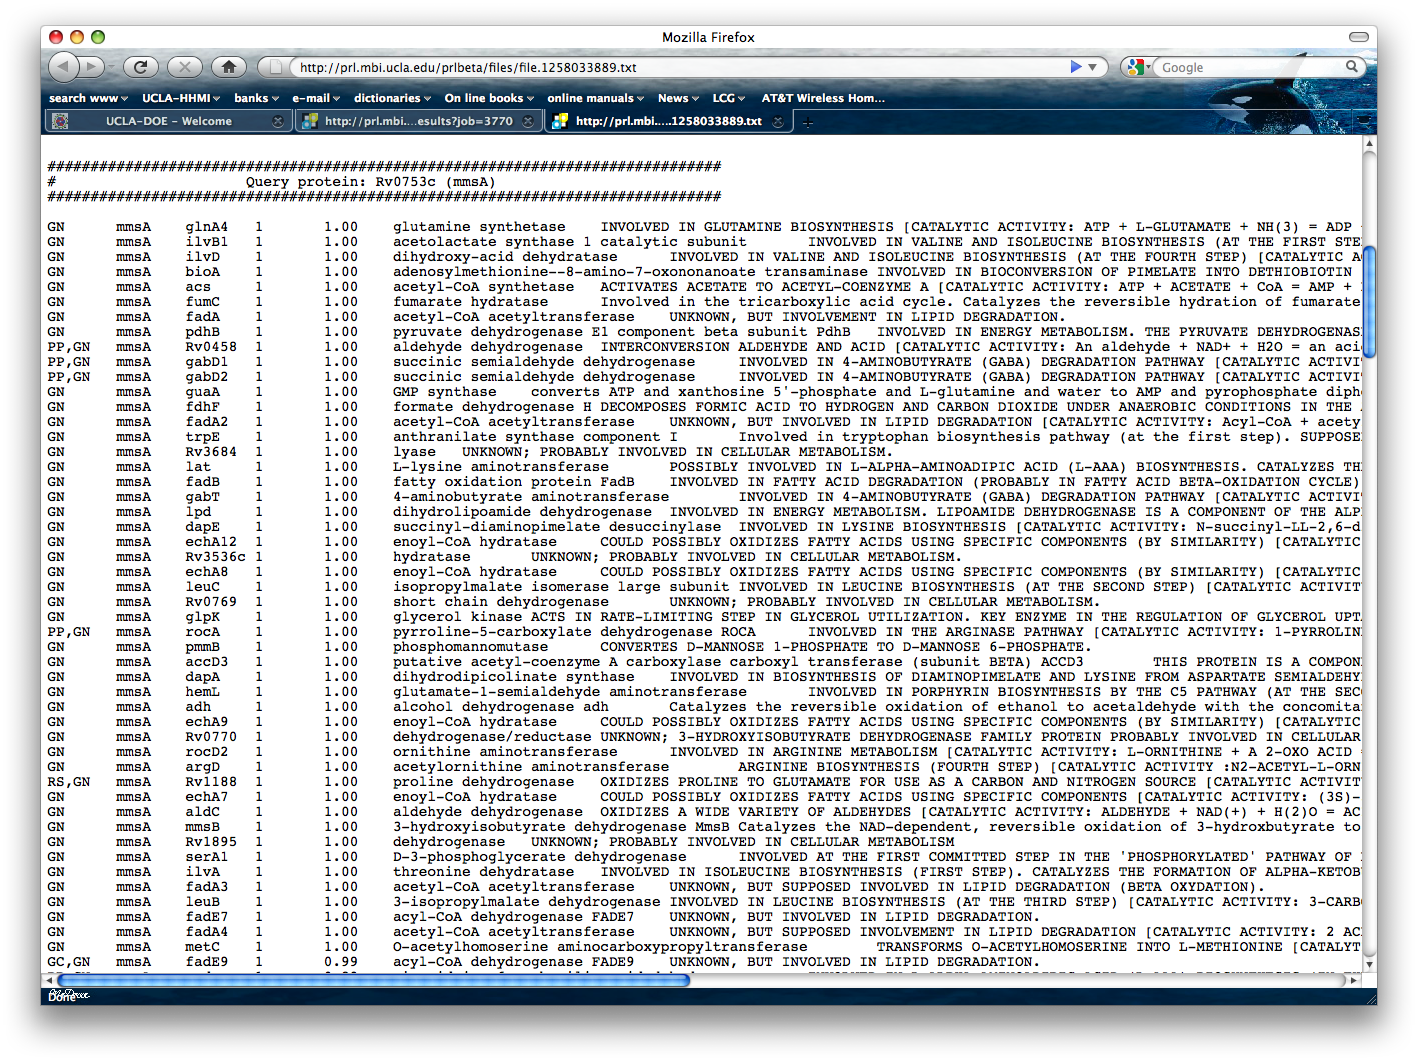 Mozilla Firefox
http://prl.mbi.ucla.edu/prlbeta/files/file.1258033889.txt
Google
search www UCLA-HHMI banks e-mail dictionaries On line books online manuals News LCG AT&T Wireless Hom...
UCLA-DOE - Welcome http://prl.mbi....esults?job=3770 http://prl.mbi.....1258033889.txt
##############################################################################
# Query protein: Rv0753c (mmsA)
##############################################################################
GN mmsA glnA4 1 1.00 glutamine synthetase INVOLVED IN GLUTAMINE BIOSYNTHESIS [CATALYTIC ACTIVITY: ATP + L-GLUTAMATE + NH(3) = ADP
GN mmsA ilvB1 1 1.00 acetolactate synthase 1 catalytic subunit INVOLVED IN VALINE AND ISOLEUCINE BIOSYNTHESIS (AT THE FIRST STE
GN mmsA ilvD 1 1.00 dihydroxy-acid dehydratase INVOLVED IN VALINE AND ISOLEUCINE BIOSYNTHESIS (AT THE FOURTH STEP) [CATALYTIC A
GN mmsA bioA 1 1.00 adenosylmethionine--8-amino-7-oxononanoate transaminase INVOLVED IN BIOCONVERSION OF PIMELATE INTO DETHIOBIOTIN
GN mmsA acs 1 1.00 acetyl-CoA synthetase ACTIVATES ACETATE TO ACETYL-COENZYME A [CATALYTIC ACTIVITY: ATP + ACETATE + CoA = AMP +
GN mmsA fumC 1 1.00 fumarate hydratase Involved in the tricarboxylic acid cycle. Catalyzes the reversible hydration of fumarate
GN mmsA fadA 1 1.00 acetyl-CoA acetyltransferase UNKNOWN, BUT INVOLVEMENT IN LIPID DEGRADATION.
GN mmsA pdhB 1 1.00 pyruvate dehydrogenase E1 component beta subunit PdhB INVOLVED IN ENERGY METABOLISM. THE PYRUVATE DEHYDROGENAS
PP,GN mmsA Rv0458 1 1.00 aldehyde dehydrogenase INTERCONVERSION ALDEHYDE AND ACID [CATALYTIC ACTIVITY: An aldehyde + NAD+ + H2O = an aci
PP,GN mmsA gabD1 1 1.00 succinic semialdehyde dehydrogenase INVOLVED IN 4-AMINOBUTYRATE (GABA) DEGRADATION PATHWAY [CATALYTIC ACTIVI
PP,GN mmsA gabD2 1 1.00 succinic semialdehyde dehydrogenase INVOLVED IN 4-AMINOBUTYRATE (GABA) DEGRADATION PATHWAY [CATALYTIC ACTIVI
GN mmsA guaA 1 1.00 GMP synthase converts ATP and xanthosine 5'-phosphate and L-glutamine and water to AMP and pyrophosphate diph
GN mmsA fdhF 1 1.00 formate dehydrogenase H DECOMPOSES FORMIC ACID TO HYDROGEN AND CARBON DIOXIDE UNDER ANAEROBIC CONDITIONS IN THE
GN mmsA fadA2 1 1.00 acetyl-CoA acetyltransferase UNKNOWN, BUT INVOLVED IN LIPID DEGRADATION [CATALYTIC ACTIVITY: Acyl-CoA + acety
GN mmsA trpE 1 1.00 anthranilate synthase component I Involved in tryptophan biosynthesis pathway (at the first step). SUPPOSE
GN mmsA Rv3684 1 1.00 lyase UNKNOWN; PROBABLY INVOLVED IN CELLULAR METABOLISM.
GN mmsA lat 1 1.00 L-lysine aminotransferase POSSIBLY INVOLVED IN L-ALPHA-AMINOADIPIC ACID (L-AAA) BIOSYNTHESIS. CATALYZES TH
GN mmsA fadB 1 1.00 fatty oxidation protein FadB INVOLVED IN FATTY ACID DEGRADATION (PROBABLY IN FATTY ACID BETA-OXIDATION CYCLE)
GN mmsA gabT 1 1.00 4-aminobutyrate aminotransferase INVOLVED IN 4-AMINOBUTYRATE (GABA) DEGRADATION PATHWAY [CATALYTIC ACTIVI
GN mmsA lpd 1 1.00 dihydrolipoamide dehydrogenase INVOLVED IN ENERGY METABOLISM. LIPOAMIDE DEHYDROGENASE IS A COMPONENT OF THE ALP
GN mmsA dapE 1 1.00 succinyl-diaminopimelate desuccinylase INVOLVED IN LYSINE BIOSYNTHESIS [CATALYTIC ACTIVITY: N-succinyl-LL-2,6-d
GN mmsA echA12 1 1.00 enoyl-CoA hydratase COULD POSSIBLY OXIDIZES FATTY ACIDS USING SPECIFIC COMPONENTS (BY SIMILARITY) [CATALYTIC
GN mmsA Rv3536c 1 1.00 hydratase UNKNOWN; PROBABLY INVOLVED IN CELLULAR METABOLISM.
GN mmsA echA8 1 1.00 enoyl-CoA hydratase COULD POSSIBLY OXIDIZES FATTY ACIDS USING SPECIFIC COMPONENTS (BY SIMILARITY) [CATALYTIC
GN mmsA leuC 1 1.00 isopropylmalate isomerase large subunit INVOLVED IN LEUCINE BIOSYNTHESIS (AT THE SECOND STEP) [CATALYTIC ACTIVIT
GN mmsA Rv0769 1 1.00 short chain dehydrogenase UNKNOWN; PROBABLY INVOLVED IN CELLULAR METABOLISM.
GN mmsA glpK 1 1.00 glycerol kinase ACTS IN RATE-LIMITING STEP IN GLYCEROL UTILIZATION. KEY ENZYME IN THE REGULATION OF GLYCEROL UPT
PP,GN mmsA rocA 1 1.00 pyrroline-5-carboxylate dehydrogenase ROCA INVOLVED IN THE ARGINASE PATHWAY [CATALYTIC ACTIVITY: 1-PYRROLIN
GN mmsA pmmB 1 1.00 phosphomannomutase CONVERTES D-MANNOSE 1-PHOSPHATE TO D-MANNOSE 6-PHOSPHATE.
GN mmsA accD3 1 1.00 putative acetyl-coenzyme A carboxylase carboxyl transferase (subunit BETA) ACCD3 THIS PROTEIN IS A COMPON
GN mmsA dapA 1 1.00 dihydrodipicolinate synthase INVOLVED IN BIOSYNTHESIS OF DIAMINOPIMELATE AND LYSINE FROM ASPARTATE SEMIALDEHY
GN mmsA hemL 1 1.00 glutamate-1-semialdehyde aminotransferase INVOLVED IN PORPHYRIN BIOSYNTHESIS BY THE C5 PATHWAY (AT THE SEC
GN mmsA adh 1 1.00 alcohol dehydrogenase adh Catalyzes the reversible oxidation of ethanol to acetaldehyde with the concomita
GN mmsA echA9 1 1.00 enoyl-CoA hydratase COULD POSSIBLY OXIDIZES FATTY ACIDS USING SPECIFIC COMPONENTS (BY SIMILARITY) [CATALYTIC
GN mmsA Rv0770 1 1.00 dehydrogenase/reductase UNKNOWN; 3-HYDROXYISOBUTYRATE DEHYDROGENASE FAMILY PROTEIN PROBABLY INVOLVED IN CELLULAR
GN mmsA rocD2 1 1.00 ornithine aminotransferase INVOLVED IN ARGININE METABOLISM [CATALYTIC ACTIVITY: L-ORNITHINE + A 2-OXO ACID =
GN mmsA argD 1 1.00 acetylornithine aminotransferase ARGININE BIOSYNTHESIS (FOURTH STEP) [CATALYTIC ACTIVITY :N2-ACETYL-L-ORN
RS,GN mmsA Rv1188 1 1.00 proline dehydrogenase OXIDIZES PROLINE TO GLUTAMATE FOR USE AS A CARBON AND NITROGEN SOURCE [CATALYTIC ACTIVIT
GN mmsA echA7 1 1.00 enoyl-CoA hydratase COULD POSSIBLY OXIDIZES FATTY ACIDS USING SPECIFIC COMPONENTS [CATALYTIC ACTIVITY: (3S)-
GN mmsA aldC 1 1.00 aldehyde dehydrogenase OXIDIZES A WIDE VARIETY OF ALDEHYDES [CATALYTIC ACTIVITY: ALDEHYDE + NAD(+) + H(2)O = AC
GN mmsA mmsB 1 1.00 3-hydroxyisobutyrate dehydrogenase MmsB Catalyzes the NAD-dependent, reversible oxidation of 3-hydroxbutyrate to
GN mmsA Rv1895 1 1.00 dehydrogenase UNKNOWN; PROBABLY INVOLVED IN CELLULAR METABOLISM
GN mmsA serA1 1 1.00 D-3-phosphoglycerate dehydrogenase INVOLVED AT THE FIRST COMMITTED STEP IN THE 'PHOSPHORYLATED' PATHWAY OF
GN mmsA ilvA 1 1.00 threonine dehydratase INVOLVED IN ISOLEUCINE BIOSYNTHESIS (FIRST STEP). CATALYZES THE FORMATION OF ALPHA-KETOB
GN mmsA fadA3 1 1.00 acetyl-CoA acetyltransferase UNKNOWN, BUT SUPPOSED INVOLVED IN LIPID DEGRADATION (BETA OXYDATION).
GN mmsA leuB 1 1.00 3-isopropylmalate dehydrogenase INVOLVED IN LEUCINE BIOSYNTHESIS (AT THE THIRD STEP) [CATALYTIC ACTIVITY: 3-CARB
GN mmsA fadE7 1 1.00 acyl-CoA dehydrogenase FADE7 UNKNOWN, BUT INVOLVED IN LIPID DEGRADATION.
GN mmsA fadA4 1 1.00 acetyl-CoA acetyltransferase UNKNOWN, BUT SUPPOSED INVOLVEMENT IN LIPID DEGRADATION [CATALYTIC ACTIVITY: 2 AC
GN mmsA metC 1 1.00 O-acetylhomoserine aminocarboxypropyltransferase TRANSFORMS O-ACETYLHOMOSERINE INTO L-METHIONINE [CATALYT
GC,GN mmsA fadE9 1 0.99 acyl-CoA dehydrogenase FADE9 UNKNOWN, BUT INVOLVED IN LIPID DEGRADATION.
Done